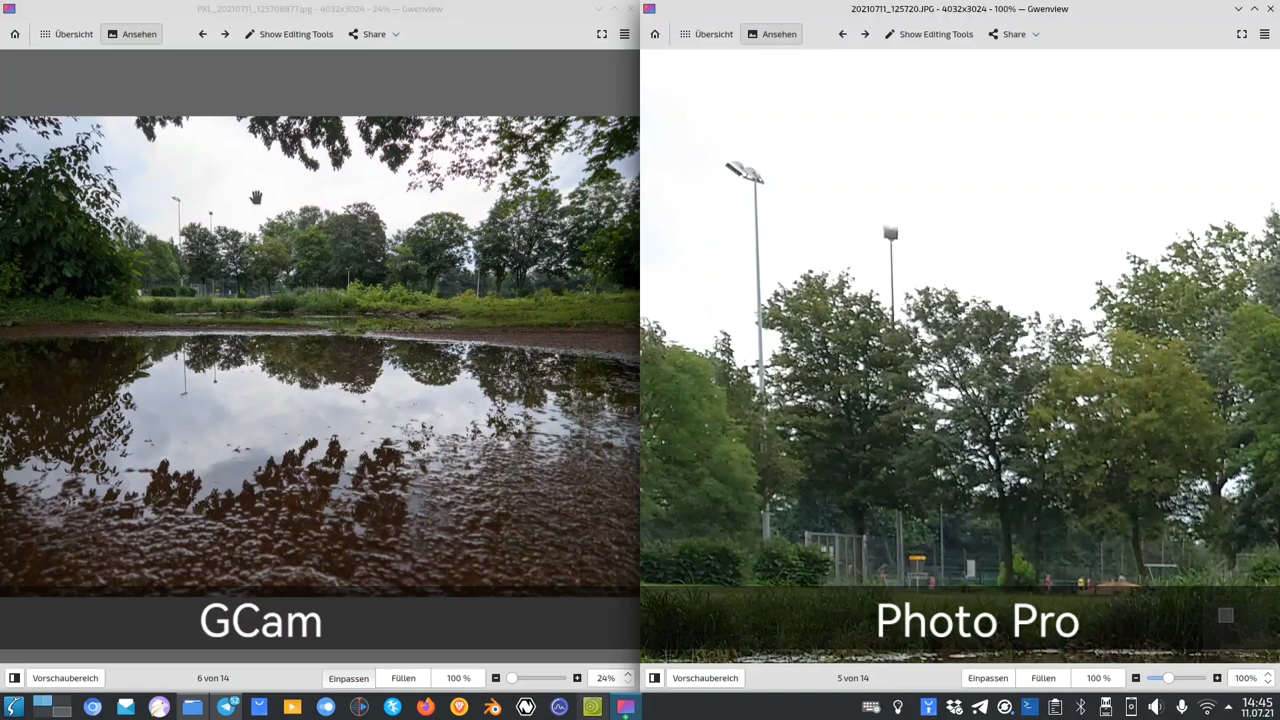 PXL_20210711_125708877.jpg - 4032x3024 - 24% — Gwenview
Übersicht Ansehen Show Editing Tools Share
GCam
Vorschaubereich 6 von 14 Einpassen Füllen 100 % 24%
20210711_125720.JPG - 4032x3024 - 100% — Gwenview
Übersicht Ansehen Show Editing Tools Share
Photo Pro
Vorschaubereich 5 von 14 Einpassen Füllen 100 % 100%
52
14:45
11.07.21